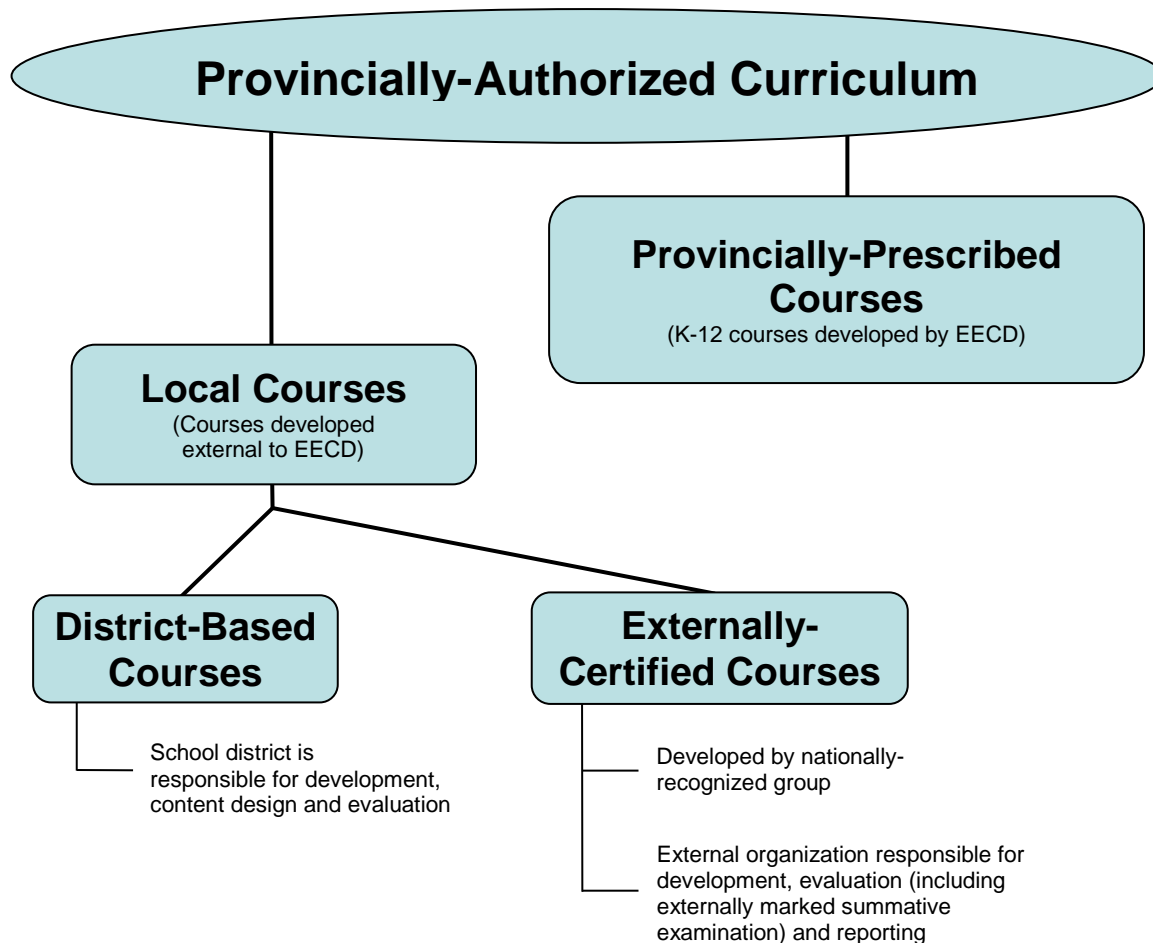 Provincially-Authorized Curriculum
Provincially-Prescribed
Courses
(K-12 courses developed by EECD)
Local Courses
(Courses developed
external to EECD)
District-Based
Courses
Externally-
Certified Courses
School district is
responsible for development,
content design and evaluation
Developed by nationally-
recognized group
External organization responsible for
development, evaluation (including
externally marked summative
examination) and reporting